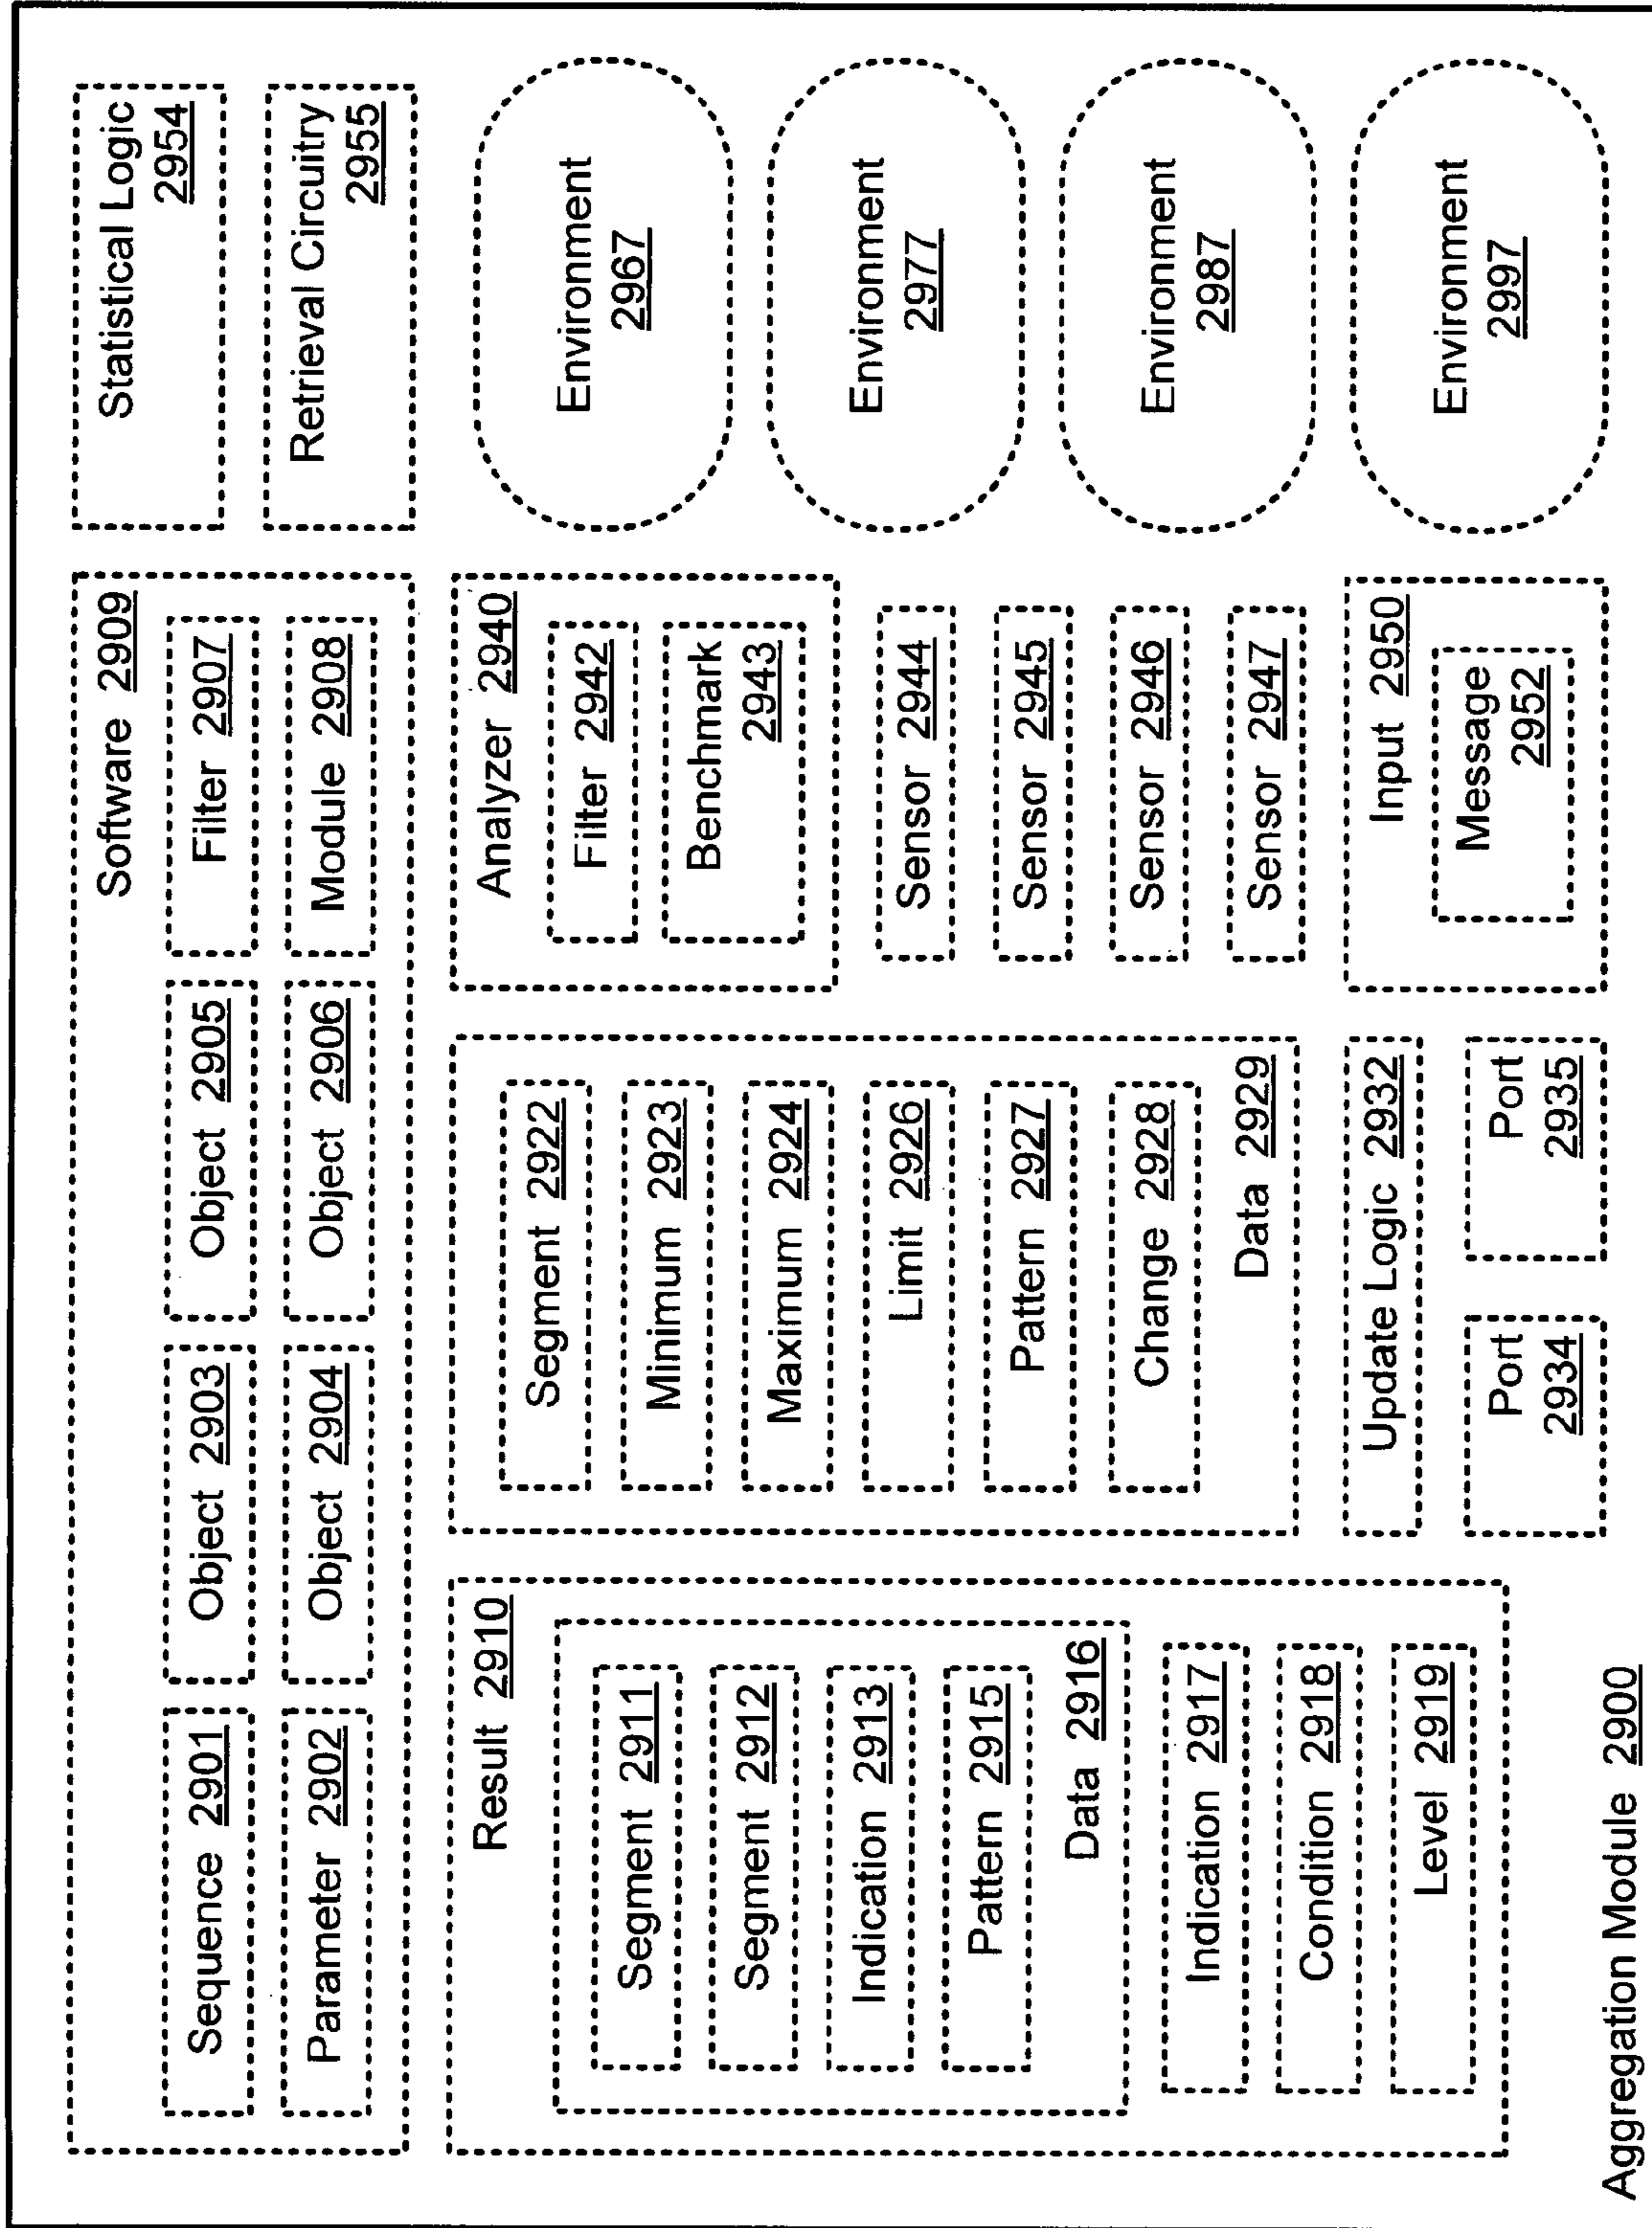 Software 2909
Sequence 2901
Object 2903
Object 2905
Filter 2907
Parameter 2902
Object 2904
Object 2906
Module 2908
Statistical Logic
2954
Retrieval Circuitry
2955
Result 2910
Segment 2911
Segment 2912
Indication 2913
Pattern 2915
Data 2916
Indication 2917
Condition 2918
Level 2919
Segment 2922
Minimum 2923
Maximum 2924
Limit 2926
Pattern 2927
Change 2928
Data 2929
Update Logic 2932
Port
2934
Port
2935
Analyzer 2940
Filter 2942
Benchmark
2943
Sensor 2944
Sensor 2945
Sensor 2946
Sensor 2947
Input 2950
Message
2952
Environment
2967
Environment
2977
Environment
2987
Environment
2997
Aggregation Module 2900